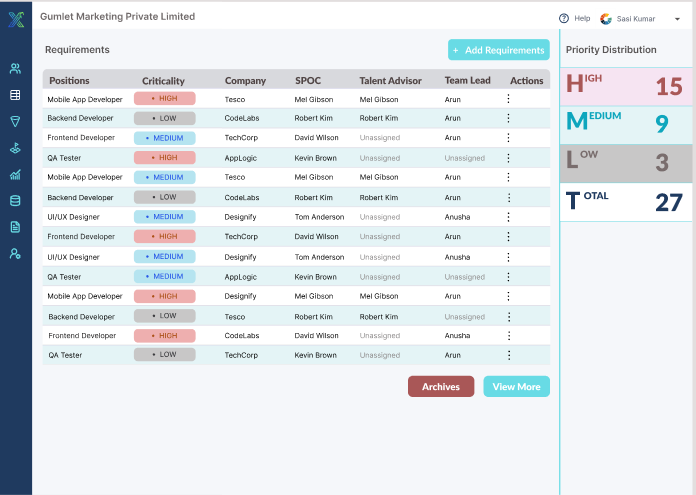 Gumlet Marketing Private Limited
Help
Sasi Kumar
Requirements
+ Add Requirements
Priority Distribution
Positions Criticality Company SPOC Talent Advisor Team Lead Actions
Mobile App Developer • HIGH Tesco Mel Gibson Mel Gibson Arun
Backend Developer • LOW CodeLabs Robert Kim Robert Kim Arun
Frontend Developer • MEDIUM TechCorp David Wilson Unassigned Arun
QA Tester • HIGH AppLogic Kevin Brown Unassigned Unassigned
Mobile App Developer • MEDIUM Tesco Mel Gibson Mel Gibson Arun
Backend Developer • LOW CodeLabs Robert Kim Robert Kim Arun
UI/UX Designer • MEDIUM Designify Tom Anderson Unassigned Anusha
Frontend Developer • HIGH TechCorp David Wilson Unassigned Arun
UI/UX Designer • MEDIUM Designify Tom Anderson Unassigned Anusha
QA Tester • MEDIUM AppLogic Kevin Brown Unassigned Unassigned
Mobile App Developer • HIGH Designify Mel Gibson Mel Gibson Arun
Backend Developer • LOW Tesco Robert Kim Robert Kim Unassigned
Frontend Developer • HIGH CodeLabs David Wilson Unassigned Anusha
QA Tester • LOW TechCorp Kevin Brown Unassigned Arun
Archives
View More
HIGH 15
MEDIUM 9
LOW 3
TOTAL 27